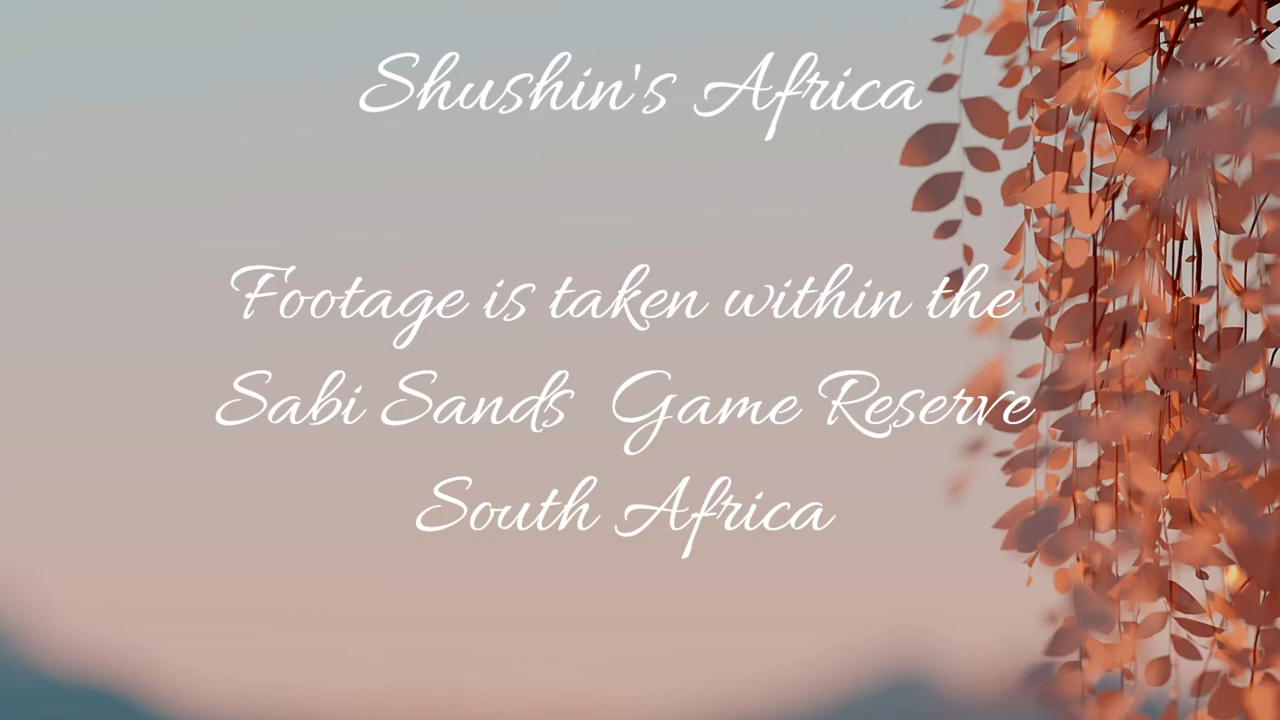 Shushin's Africa
Footage is taken within the
Sabi Sands Game Reserve
South Africa